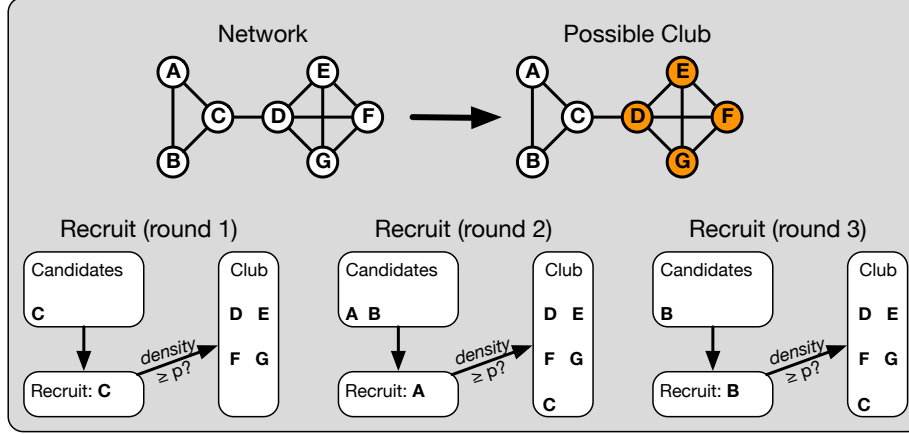 Network
Possible Club
A
B
C
D
E
F
G
A
B
C
D
E
F
G
Recruit (round 1)
Candidates
C
Recruit: C
density
≥ p?
Club
D E
F G
Recruit (round 2)
Candidates
A B
Recruit: A
density
≥ p?
Club
D E
F G
C
Recruit (round 3)
Candidates
B
Recruit: B
density
≥ p?
Club
D E
F G
C